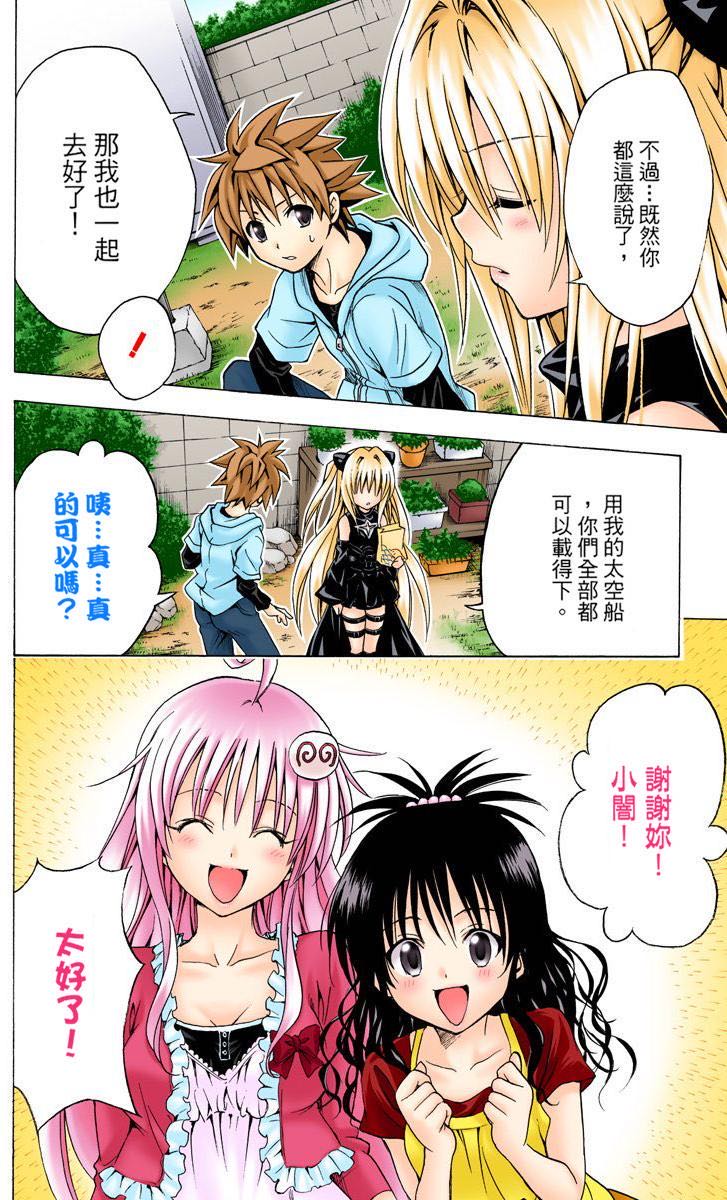 不過…既然你
都這麼說了，
那我也一起
去好了！
！
用我的太空船
，你們全部都
可以載得下。
咦…真…真
的可以嗎？
謝謝妳！
小闇！
太好了！